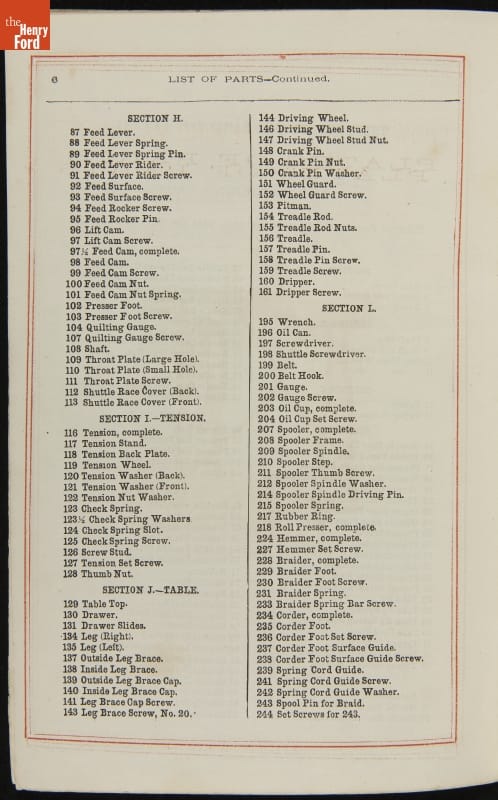 the
Henry
Ford
6
LIST OF PARTS—Continued.
SECTION H.
87 Feed Lever.
88 Feed Lever Spring.
89 Feed Lever Spring Pin.
90 Feed Lever Rider.
91 Feed Lever Rider Screw.
92 Feed Surface.
93 Feed Surface Screw.
94 Feed Rocker Screw.
95 Feed Rocker Pin.
96 Lift Cam.
97 Lift Cam Screw.
97½ Feed Cam, complete.
98 Feed Cam.
99 Feed Cam Screw.
100 Feed Cam Nut.
101 Feed Cam Nut Spring.
102 Presser Foot.
103 Presser Foot Screw.
104 Quilting Gauge.
107 Quilting Gauge Screw.
108 Shaft.
109 Throat Plate (Large Hole).
110 Throat Plate (Small Hole).
111 Throat Plate Screw.
112 Shuttle Race Cover (Back).
113 Shuttle Race Cover (Front).
SECTION I.—TENSION.
116 Tension, complete.
117 Tension Stand.
118 Tension Back Plate.
119 Tension Wheel.
120 Tension Washer (Back).
121 Tension Washer (Front).
122 Tension Nut Washer.
123 Check Spring.
123½ Check Spring Washers
124 Check Spring Slot.
125 Check Spring Screw.
126 Screw Stud.
127 Tension Set Screw.
128 Thumb Nut.
SECTION J.—TABLE.
129 Table Top.
130 Drawer.
131 Drawer Slides.
134 Leg (Right).
135 Leg (Left).
137 Outside Leg Brace.
138 Inside Leg Brace.
139 Outside Leg Brace Cap.
140 Inside Leg Brace Cap.
141 Leg Brace Cap Screw.
143 Leg Brace Screw, No. 20.
144 Driving Wheel.
146 Driving Wheel Stud.
147 Driving Wheel Stud Nut.
148 Crank Pin.
149 Crank Pin Nut.
150 Crank Pin Washer.
151 Wheel Guard.
152 Wheel Guard Screw.
153 Pitman.
154 Treadle Rod.
155 Treadle Rod Nuts.
156 Treadle.
157 Treadle Pin.
158 Treadle Pin Screw.
159 Treadle Screw.
160 Dripper.
161 Dripper Screw.
SECTION L.
195 Wrench.
196 Oil Can.
197 Screwdriver.
198 Shuttle Screwdriver.
199 Belt.
200 Belt Hook.
201 Gauge.
202 Gauge Screw.
203 Oil Cup, complete.
204 Oil Cup Set Screw.
207 Spooler, complete.
208 Spooler Frame.
209 Spooler Spindle.
210 Spooler Step.
211 Spooler Thumb Screw.
212 Spooler Spindle Washer.
214 Spooler Spindle Driving Pin.
215 Spooler Spring.
217 Rubber Ring.
218 Roll Presser, complete.
224 Hemmer, complete.
227 Hemmer Set Screw.
228 Braider, complete.
229 Braider Foot.
230 Braider Foot Screw.
231 Braider Spring.
233 Braider Spring Bar Screw.
234 Corder, complete.
235 Corder Foot.
236 Corder Foot Set Screw.
237 Corder Foot Surface Guide.
238 Corder Foot Surface Guide Screw.
239 Spring Cord Guide.
241 Spring Cord Guide Screw.
242 Spring Cord Guide Washer.
243 Spool Pin for Braid.
244 Set Screws for 243.